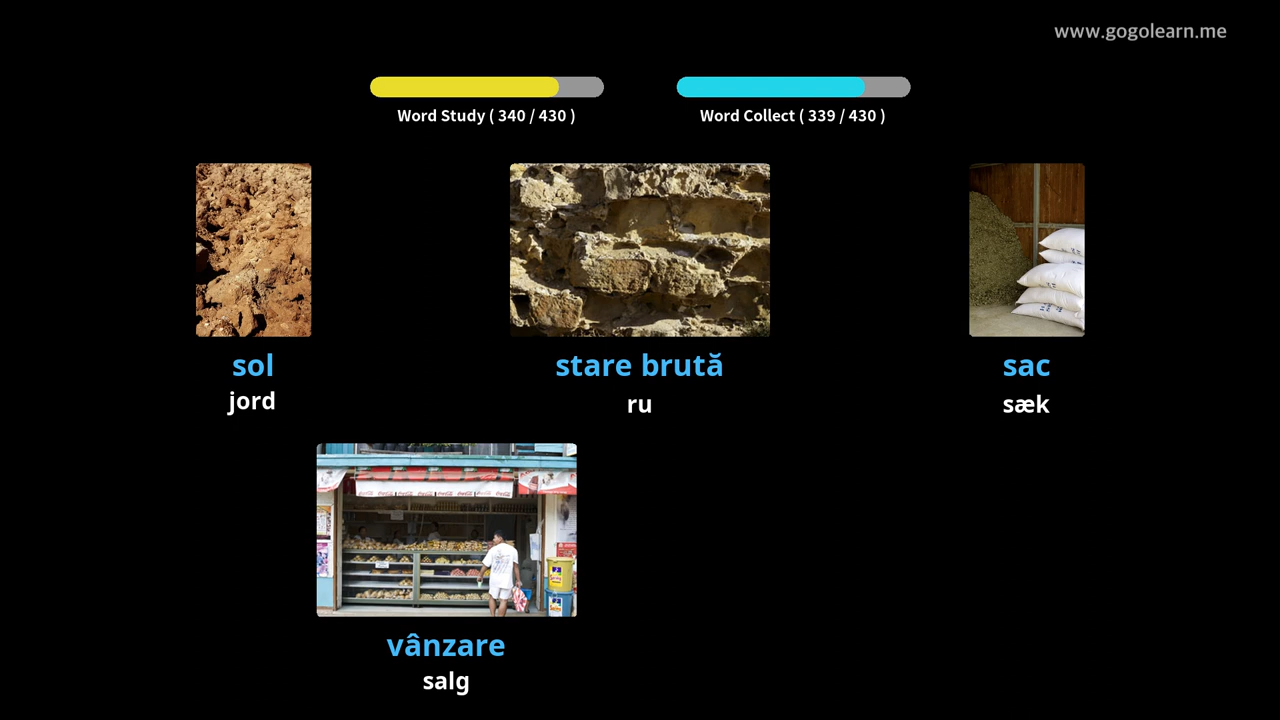 www.gogolearn.me
Word Study ( 340 / 430 )
Word Collect ( 339 / 430 )
sol
jord
stare brută
ru
sac
sæk
vânzare
salg